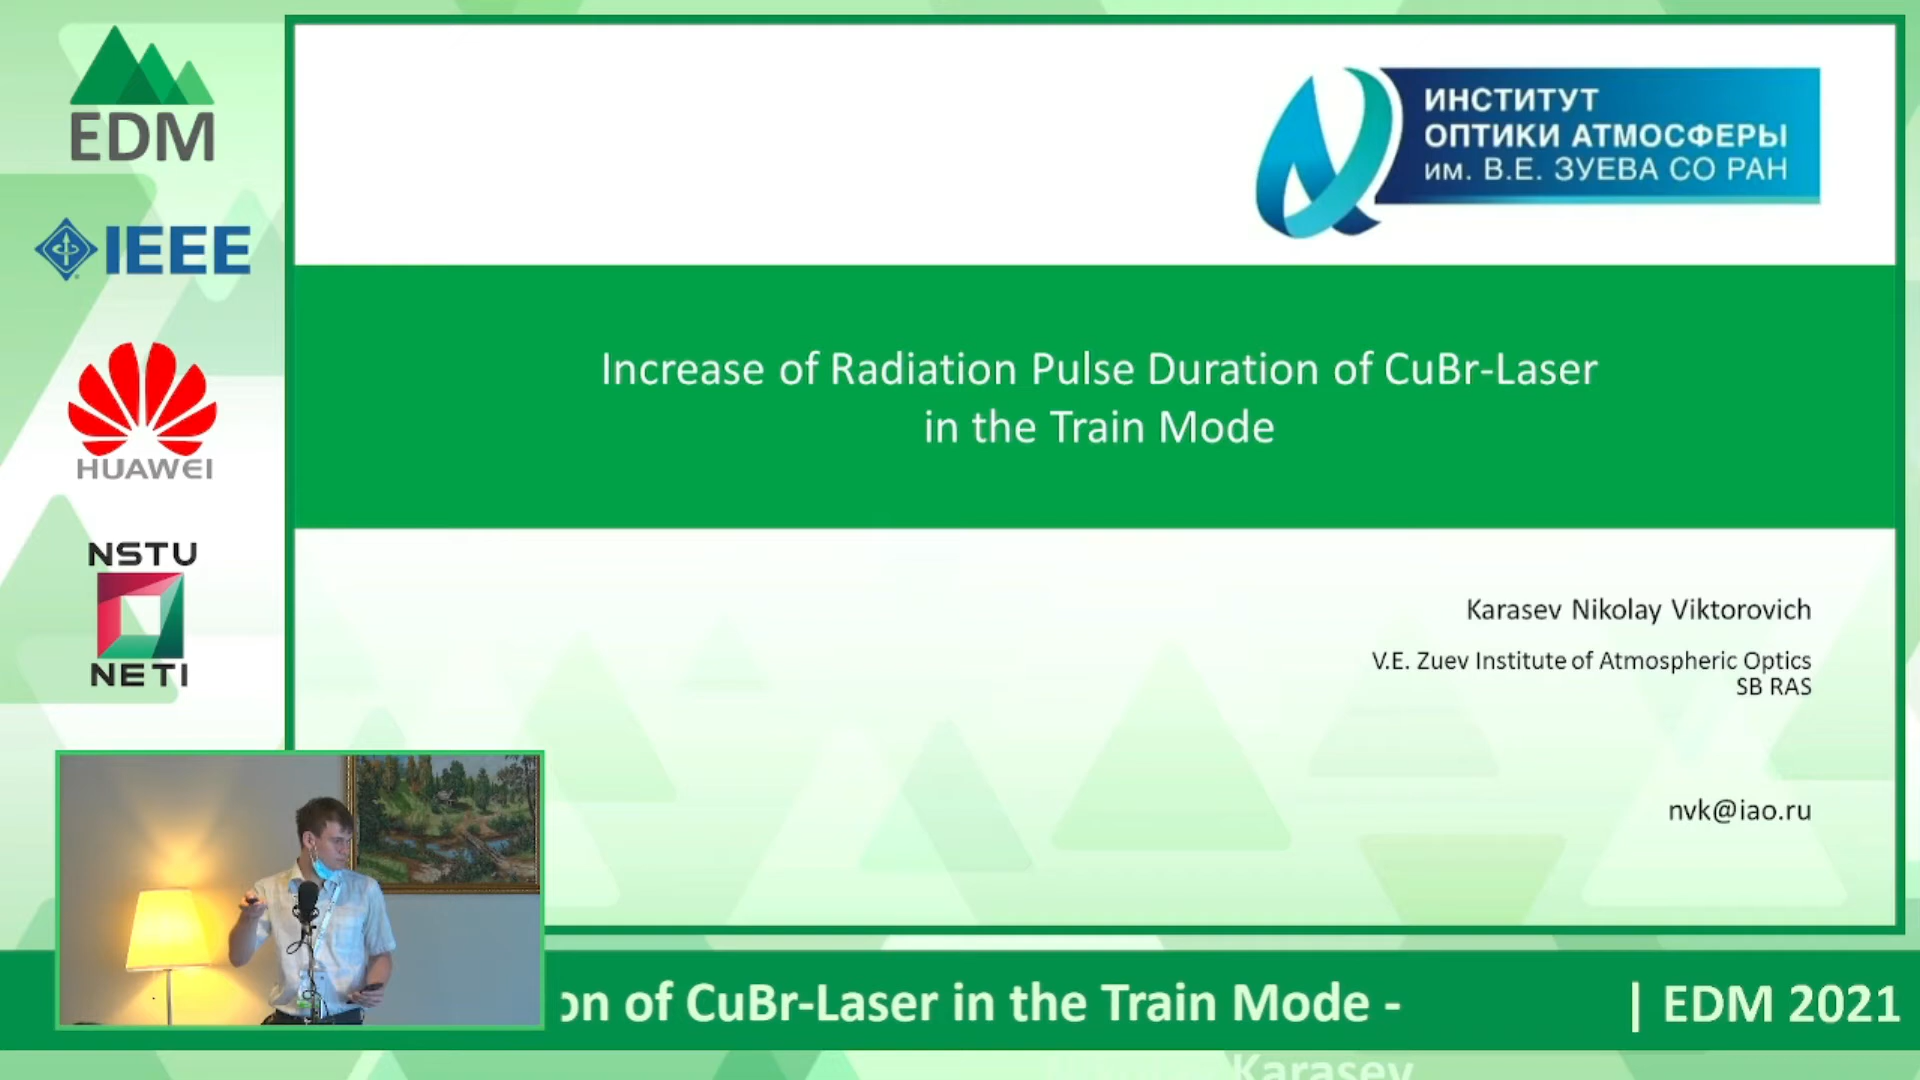 EDM
IEEE
HUAWEI
NSTU
NETI
ИНСТИТУТ
ОПТИКИ АТМОСФЕРЫ
им. В.Е. ЗУЕВА СО РАН
Increase of Radiation Pulse Duration of CuBr-Laser
in the Train Mode
Karasev Nikolay Viktorovich
V.E. Zuev Institute of Atmospheric Optics
SB RAS
nvk@iao.ru
on of CuBr-Laser in the Train Mode -
| EDM 2021
Karasev